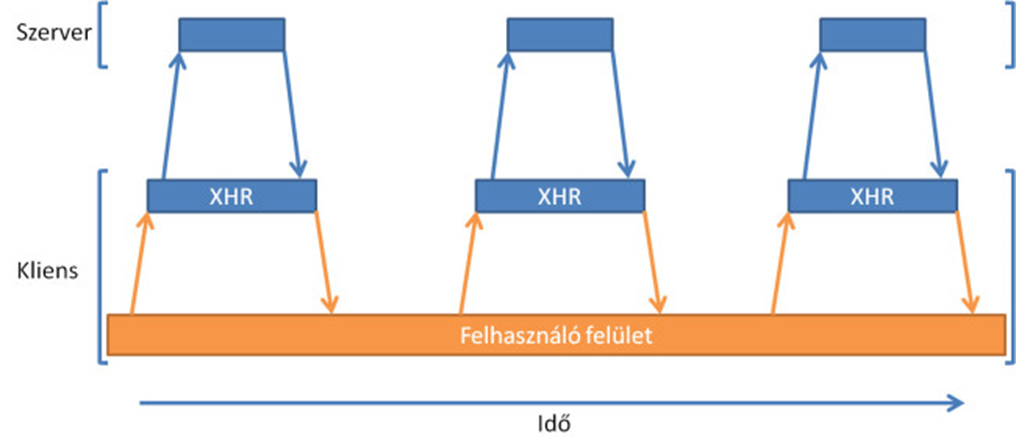 Szerver
XHR
XHR
XHR
Kliens
Felhasználó felület
Idő